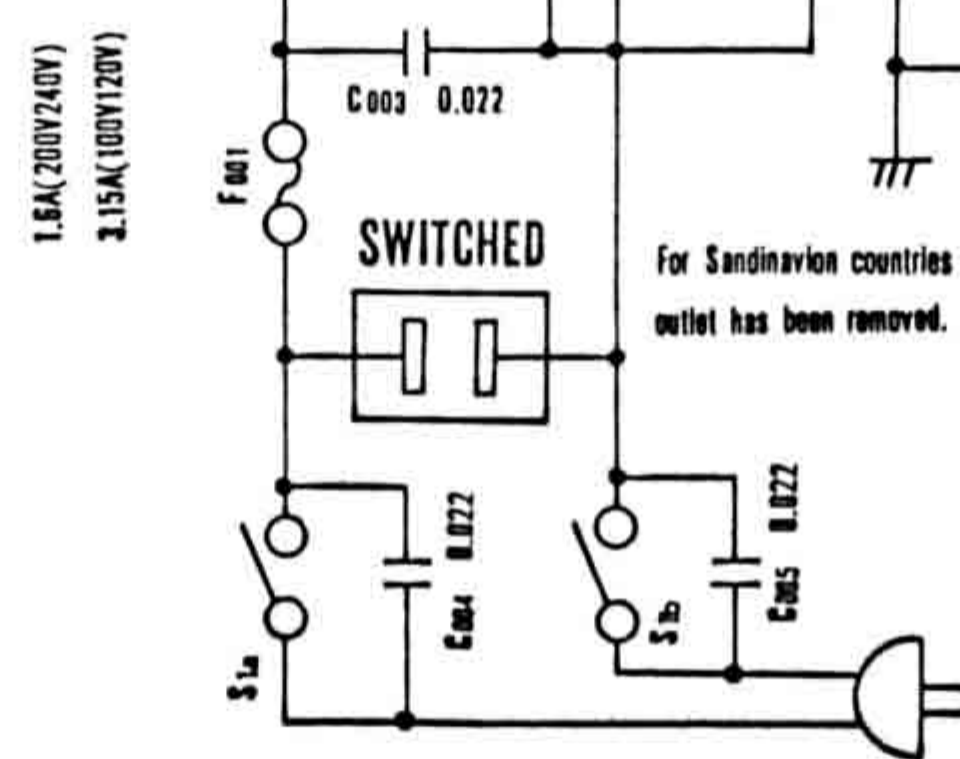 1.6A(200V240V)
3.15A(100V120V)
C003 0.022
F001
SWITCHED
For Sandinavion countries
outlet has been removed.
C004 0.022
C005 0.022
S1a
S1b